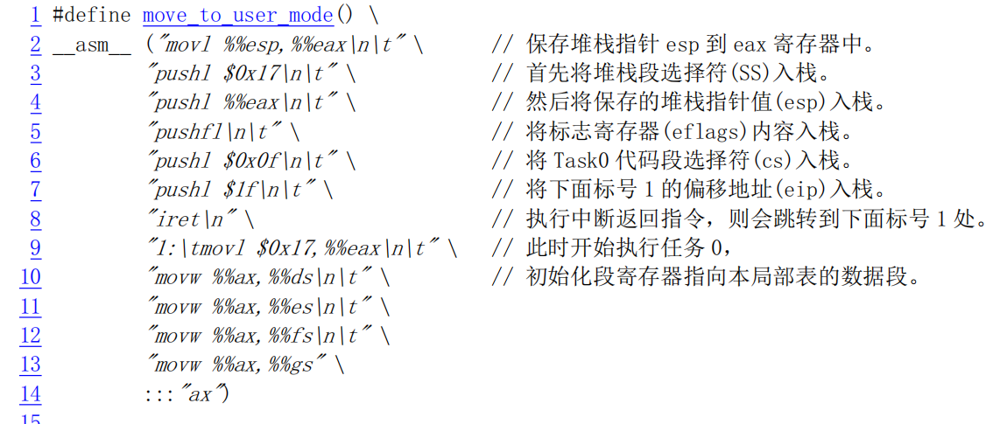 1 #define move_to_user_mode() \
2 __asm__ ("movl %%esp,%%eax\n\t" \ // 保存堆栈指针 esp 到 eax 寄存器中。
3 "pushl $0x17\n\t" \ // 首先将堆栈段选择符(SS)入栈。
4 "pushl %%eax\n\t" \ // 然后将保存的堆栈指针值(esp)入栈。
5 "pushfl\n\t" \ // 将标志寄存器(eflags)内容入栈。
6 "pushl $0x0f\n\t" \ // 将 Task0 代码段选择符(cs)入栈。
7 "pushl $1f\n\t" \ // 将下面标号 1 的偏移地址(eip)入栈。
8 "iret\n" \ // 执行中断返回指令，则会跳转到下面标号 1 处。
9 "1:\tmovl $0x17,%%eax\n\t" \ // 此时开始执行任务 0，
10 "movw %%ax,%%ds\n\t" \ // 初始化段寄存器指向本局部表的数据段。
11 "movw %%ax,%%es\n\t" \
12 "movw %%ax,%%fs\n\t" \
13 "movw %%ax,%%gs" \
14 :::"ax")
15